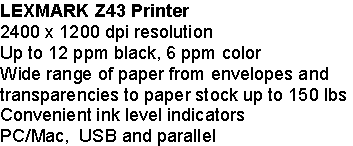 LEXMARK Z43 Printer
2400 x 1200 dpi resolution
Up to 12 ppm black, 6 ppm color
Wide range of paper from envelopes and
transparencies to paper stock up to 150 lbs
Convenient ink level indicators
PC/Mac,  USB and parallel